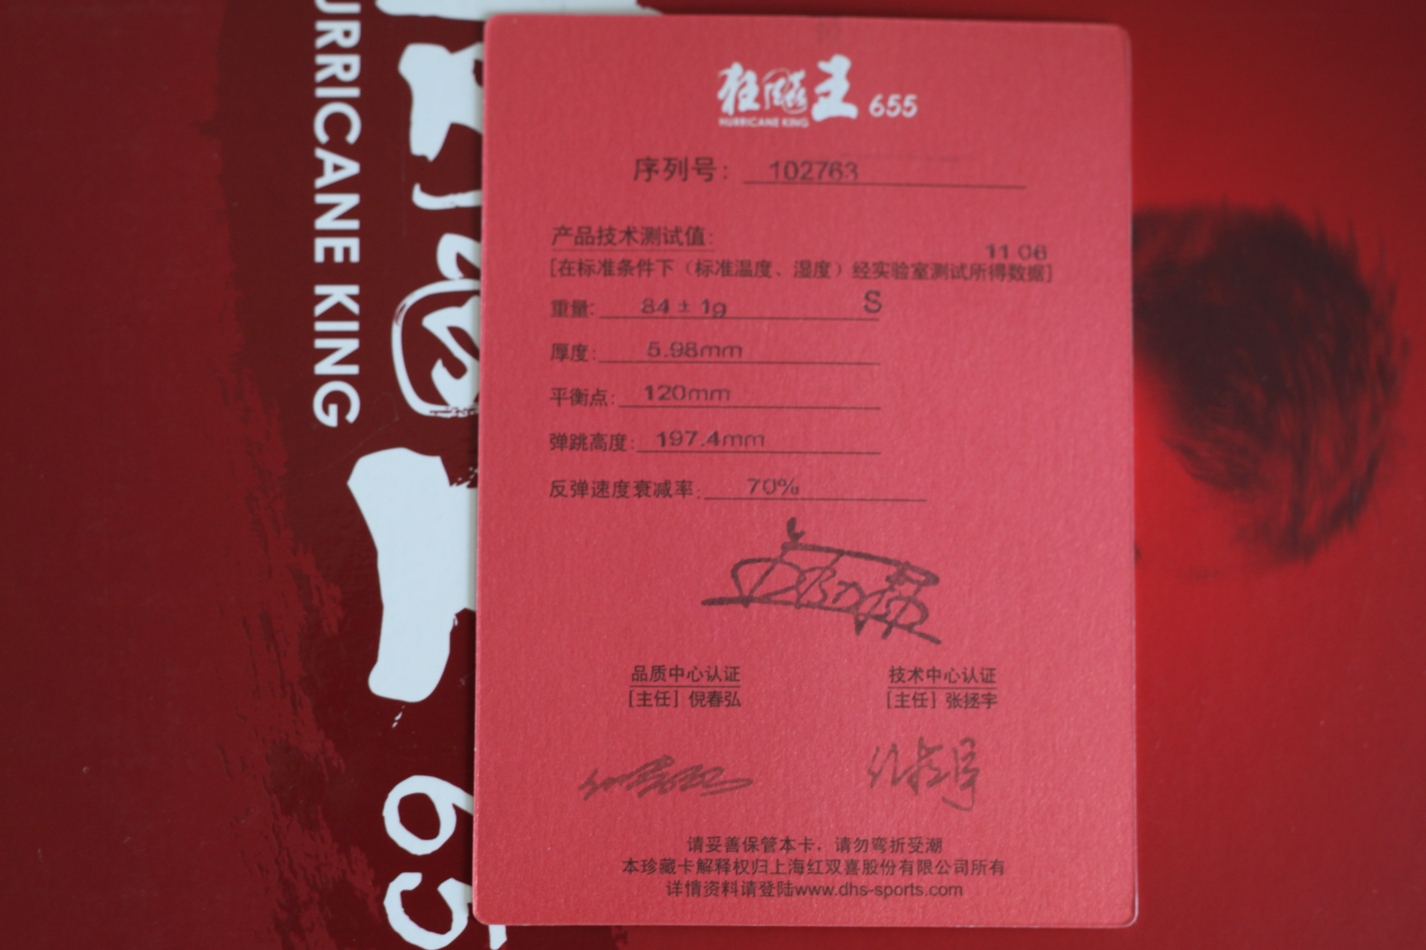 HURRICANE KING
655
狂飚王 655
HURRICANE KING
序列号： 102763
产品技术测试值：
11.06
[在标准条件下（标准温度、湿度）经实验室测试所得数据]
重量: 84 ± 1g S
厚度: 5.98mm
平衡点: 120mm
弹跳高度: 197.4mm
反弹速度衰减率: 70%
品质中心认证
[主任] 倪春弘
技术中心认证
[主任] 张拯宇
请妥善保管本卡，请勿弯折受潮
本珍藏卡解释权归上海红双喜股份有限公司所有
详情资料请登陆www.dhs-sports.com